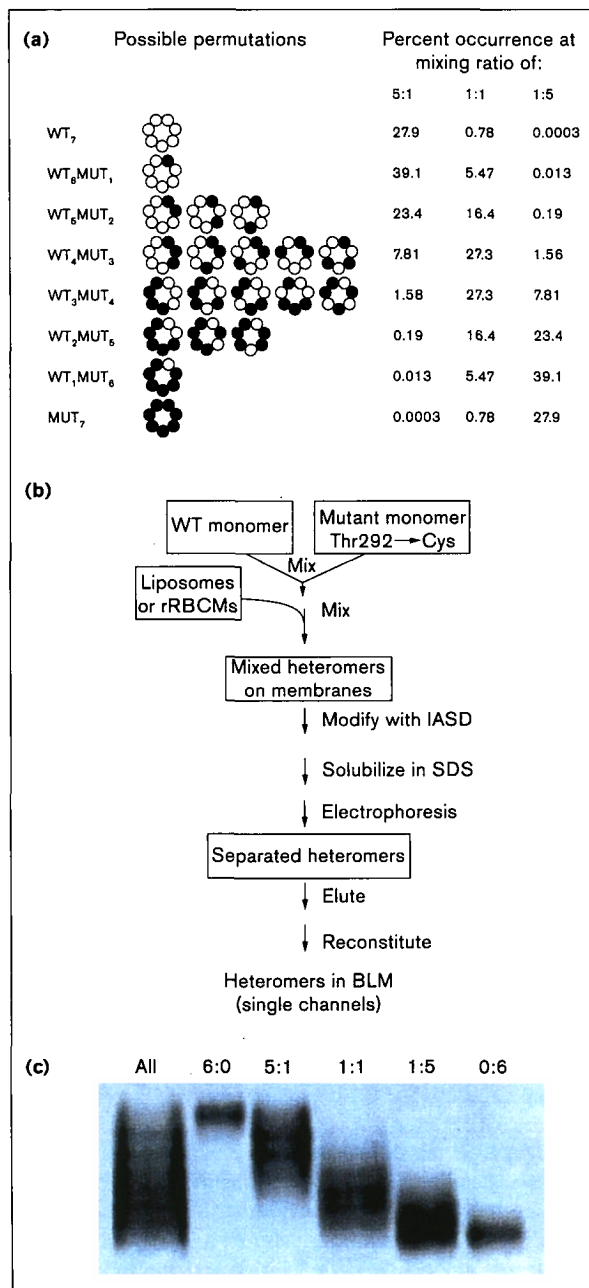 (a) Possible permutations Percent occurrence at
mixing ratio of:
5:1 1:1 1:5
WT7 27.9 0.78 0.0003
WT6MUT1 39.1 5.47 0.013
WT5MUT2 23.4 16.4 0.19
WT4MUT3 7.81 27.3 1.56
WT3MUT4 1.58 27.3 7.81
WT2MUT5 0.19 16.4 23.4
WT1MUT6 0.013 5.47 39.1
MUT7 0.0003 0.78 27.9
(b)
WT monomer
Mutant monomer
Thr292→Cys
Mix
Liposomes
or rRBCMs
Mix
Mixed heteromers
on membranes
Modify with IASD
Solubilize in SDS
Electrophoresis
Separated heteromers
Elute
Reconstitute
Heteromers in BLM
(single channels)
(c) All 6:0 5:1 1:1 1:5 0:6